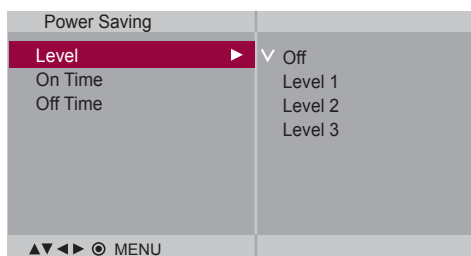 Power Saving
Level
On Time
Off Time
Off
Level 1
Level 2
Level 3
MENU